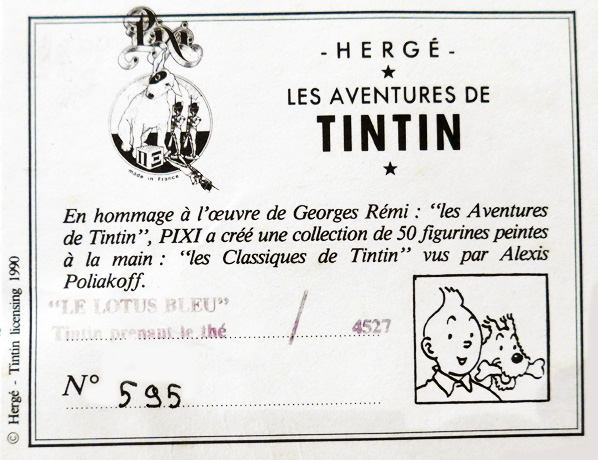 PIXI
made in France
- HERGÉ -
LES AVENTURES DE
TINTIN
En hommage à l'œuvre de Georges Rémi : "les Aventures
de Tintin", PIXI a créé une collection de 50 figurines peintes
à la main : "les Classiques de Tintin" vus par Alexis
Poliakoff.
"LE LOTUS BLEU"
Tintin prenant le thé / 4527
N° 595
© Hergé - Tintin licensing 1990